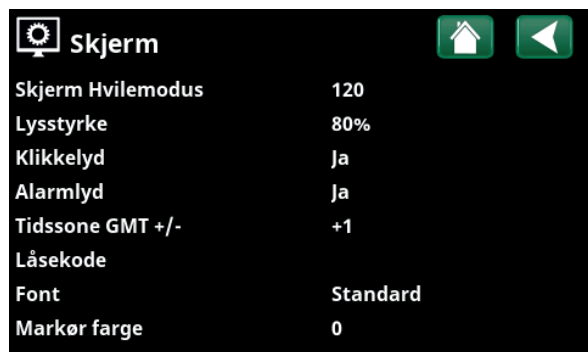 Skjerm
Skjerm Hvilemodus 120
Lysstyrke 80%
Klikkelyd Ja
Alarmlyd Ja
Tidssone GMT +/- +1
Låsekode
Font Standard
Markør farge 0